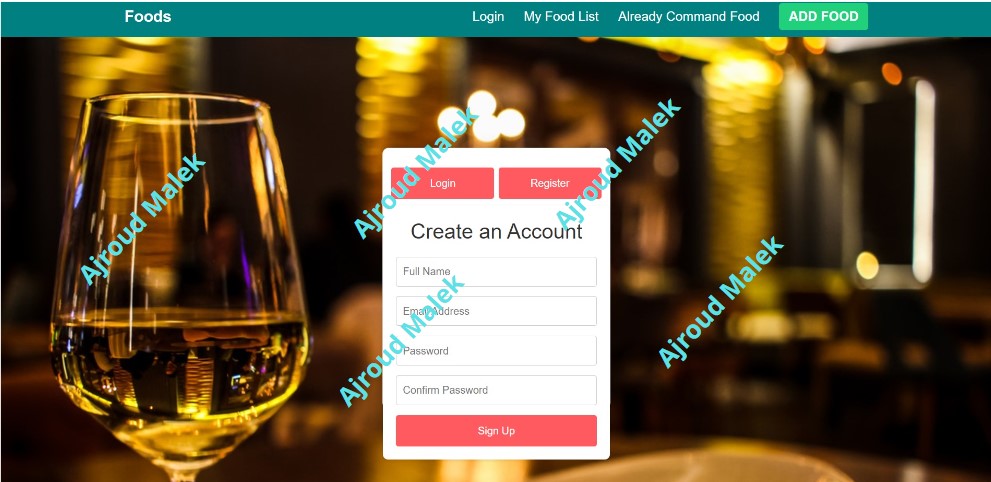 Foods
Login My Food List Already Command Food ADD FOOD
Ajroud Malek
Ajroud Malek
Ajroud Malek
Login Register
Create an Account
Full Name
Email Address
Password
Confirm Password
Sign Up
Ajroud Malek
Ajroud Malek